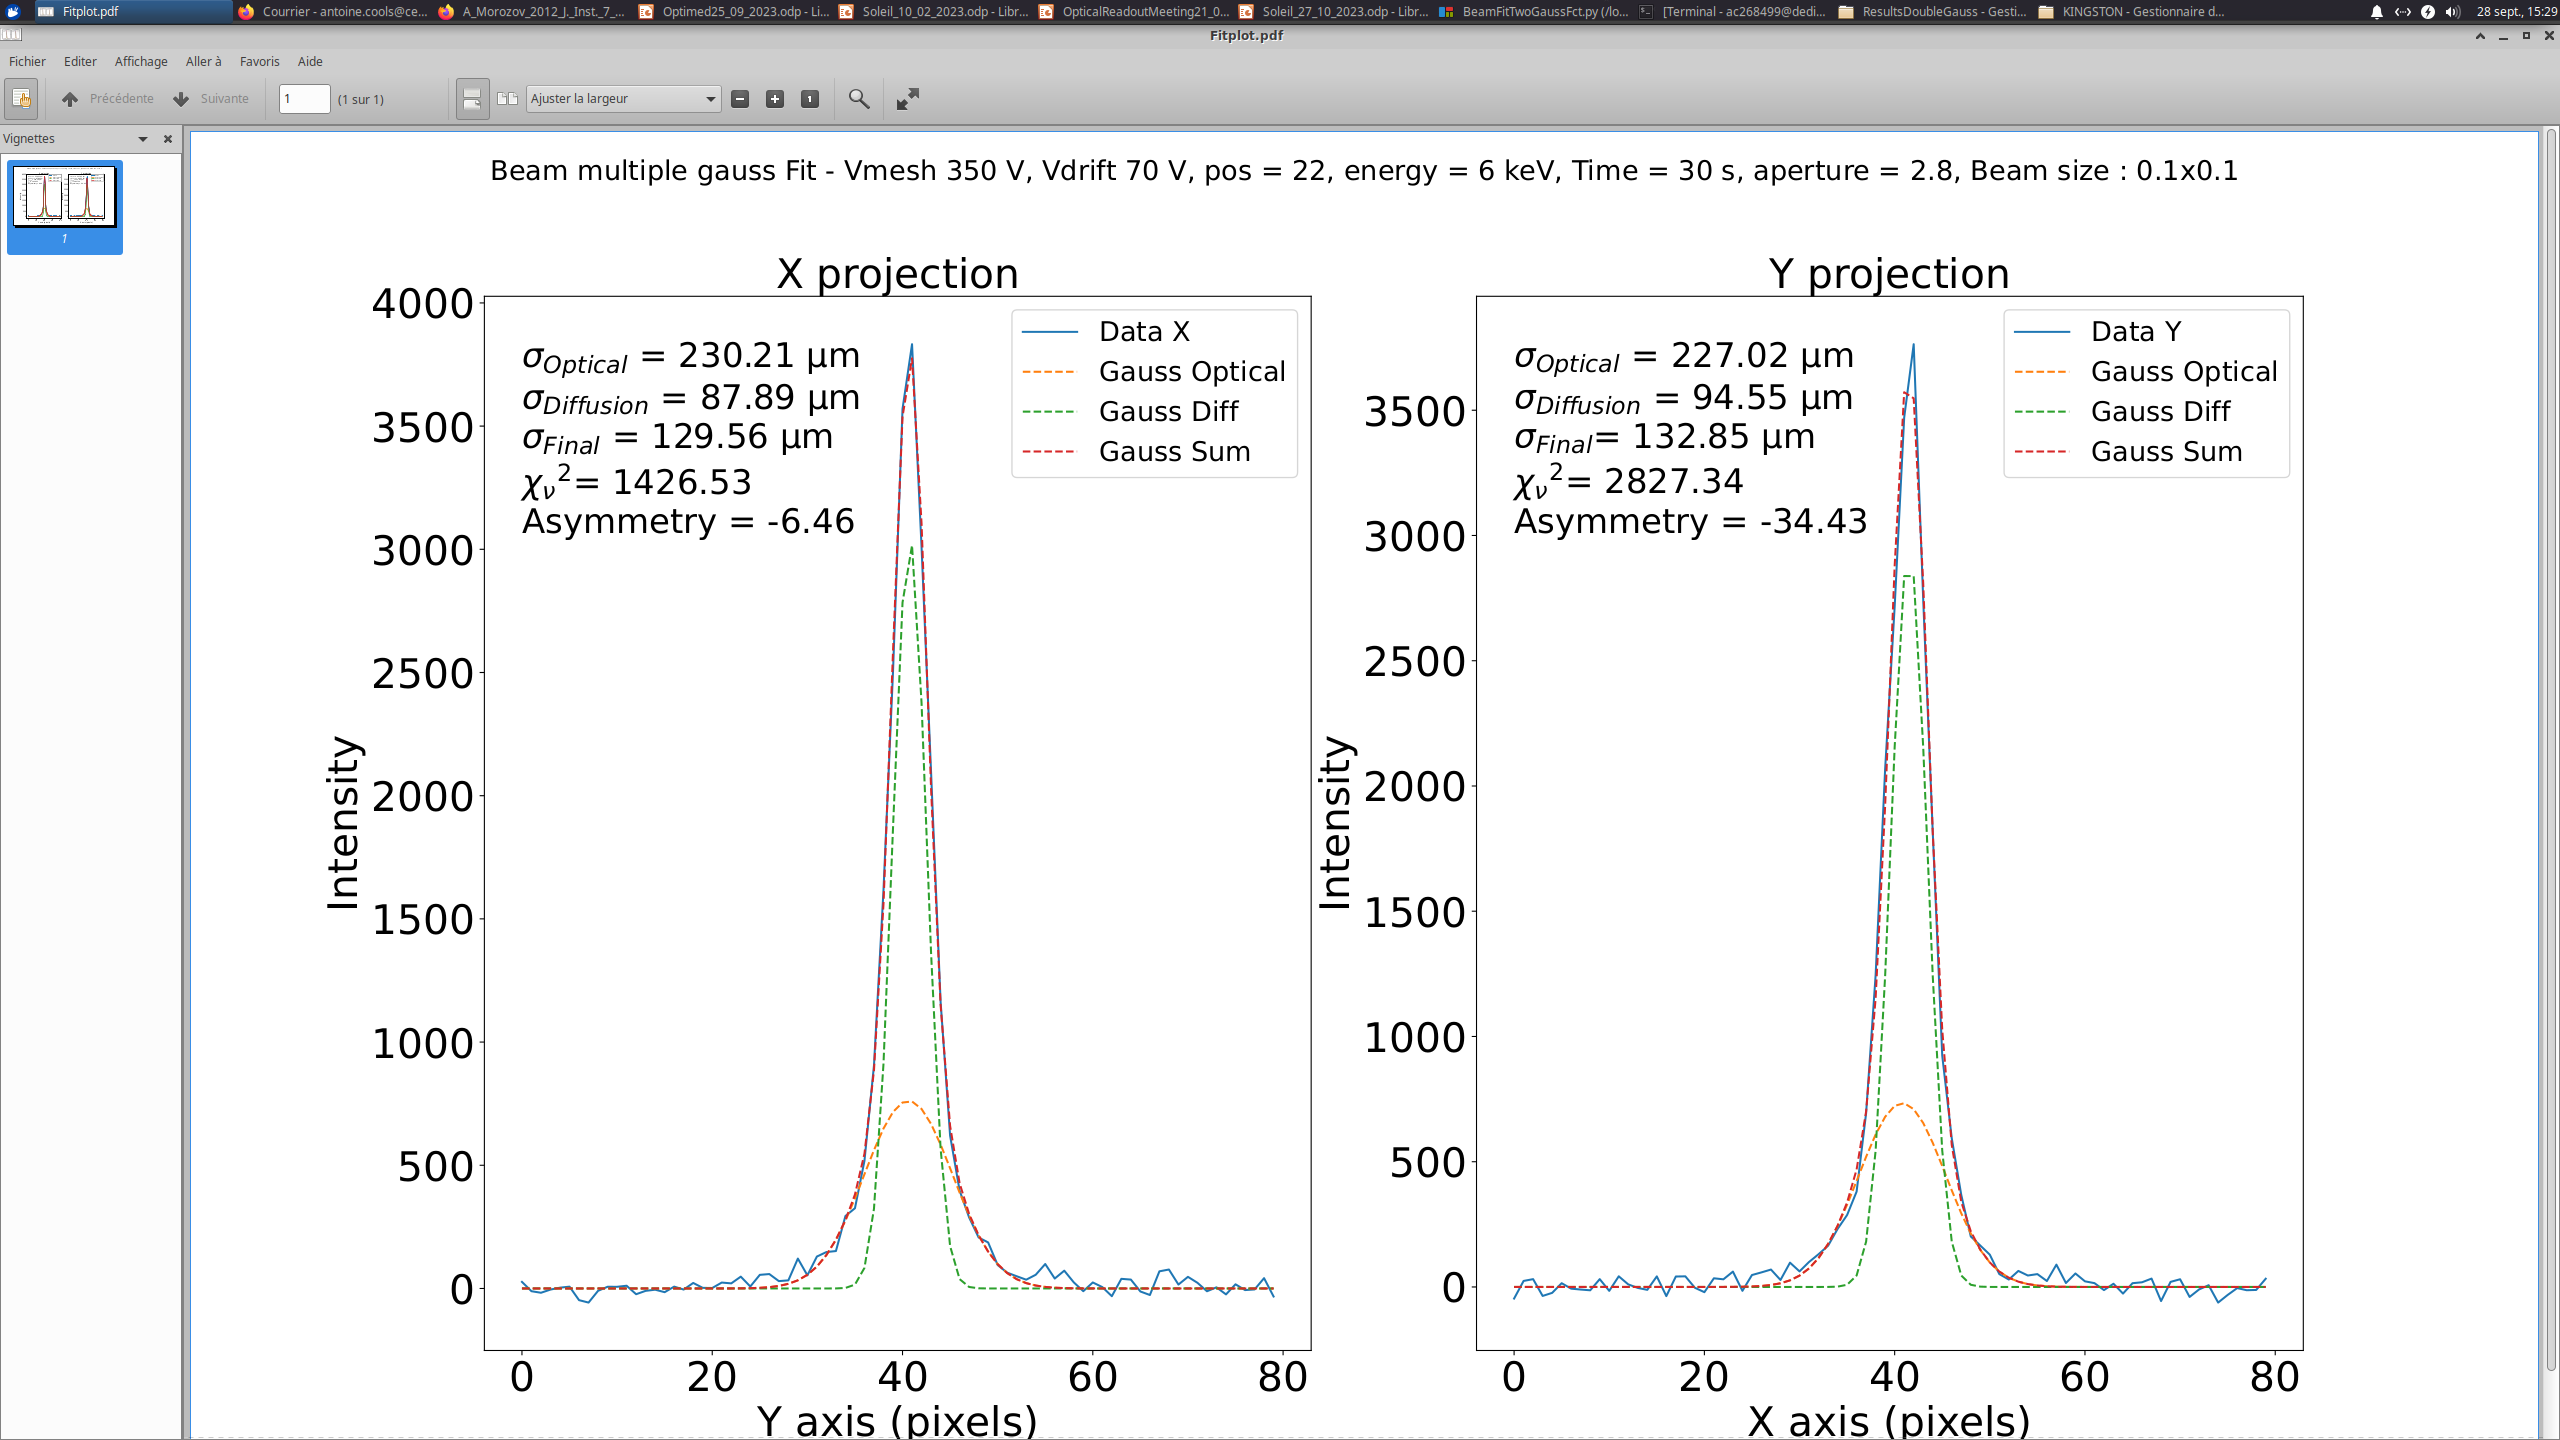 Fitplot.pdf
Courrier - antoine.cools@ce...
A_Morozov_2012_J._Inst._7_...
Optimed25_09_2023.odp - Li...
Soleil_10_02_2023.odp - Libr...
OpticalReadoutMeeting21_0...
Soleil_27_10_2023.odp - Libr...
BeamFitTwoGaussFct.py (/lo...
[Terminal - ac268499@dedi...
ResultsDoubleGauss - Gesti...
KINGSTON - Gestionnaire d...
28 sept., 15:29
Fitplot.pdf
Fichier Editer Affichage Aller à Favoris Aide
Précédente Suivante 1 (1 sur 1) Ajuster la largeur 1
Vignettes
1
Beam multiple gauss Fit - Vmesh 350 V, Vdrift 70 V, pos = 22, energy = 6 keV, Time = 30 s, aperture = 2.8, Beam size : 0.1x0.1
X projection
σOptical = 230.21 µm
σDiffusion = 87.89 µm
σFinal = 129.56 µm
χν²= 1426.53
Asymmetry = -6.46
Data X
Gauss Optical
Gauss Diff
Gauss Sum
4000
3500
3000
2500
2000
1500
1000
500
0
Intensity
0 20 40 60 80
Y axis (pixels)
Y projection
σOptical = 227.02 µm
σDiffusion = 94.55 µm
σFinal= 132.85 µm
χν²= 2827.34
Asymmetry = -34.43
Data Y
Gauss Optical
Gauss Diff
Gauss Sum
3500
3000
2500
2000
1500
1000
500
0
Intensity
0 20 40 60 80
X axis (pixels)